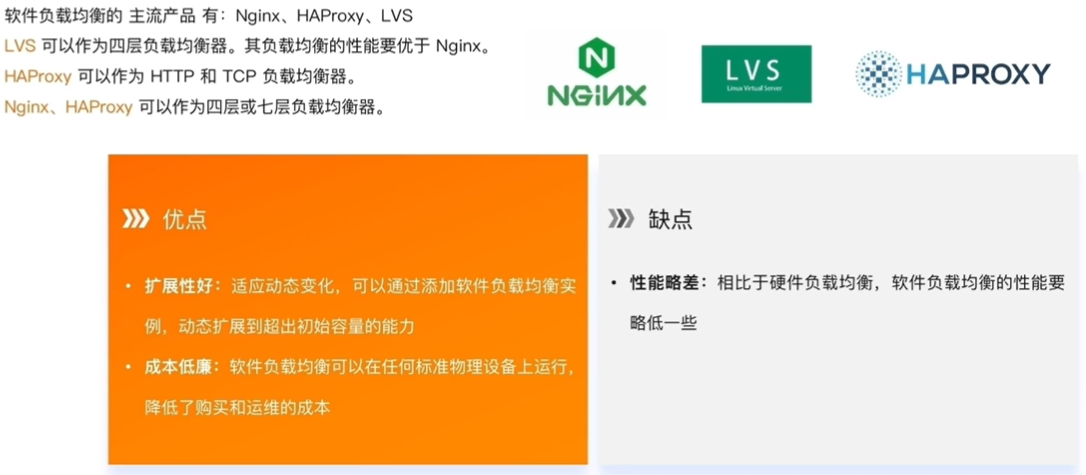 软件负载均衡的 主流产品 有：Nginx、HAProxy、LVS
LVS 可以作为四层负载均衡器。其负载均衡的性能要优于 Nginx。
HAProxy 可以作为 HTTP 和 TCP 负载均衡器。
Nginx、HAProxy 可以作为四层或七层负载均衡器。
N
NGINX
LVS
Linux Virtual Server
HAPROXY
优点
• 扩展性好：适应动态变化，可以通过添加软件负载均衡实
例，动态扩展到超出初始容量的能力
• 成本低廉：软件负载均衡可以在任何标准物理设备上运行，
降低了购买和运维的成本
缺点
• 性能略差：相比于硬件负载均衡，软件负载均衡的性能要
略低一些